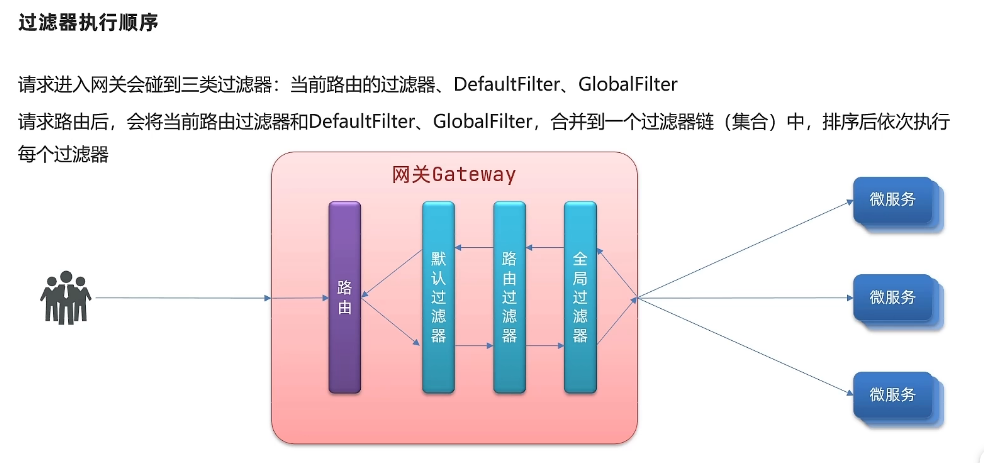 过滤器执行顺序
请求进入网关会碰到三类过滤器：当前路由的过滤器、DefaultFilter、GlobalFilter
请求路由后，会将当前路由过滤器和DefaultFilter、GlobalFilter，合并到一个过滤器链（集合）中，排序后依次执行
每个过滤器
网关Gateway
路由
默认过滤器
路由过滤器
全局过滤器
微服务
微服务
微服务